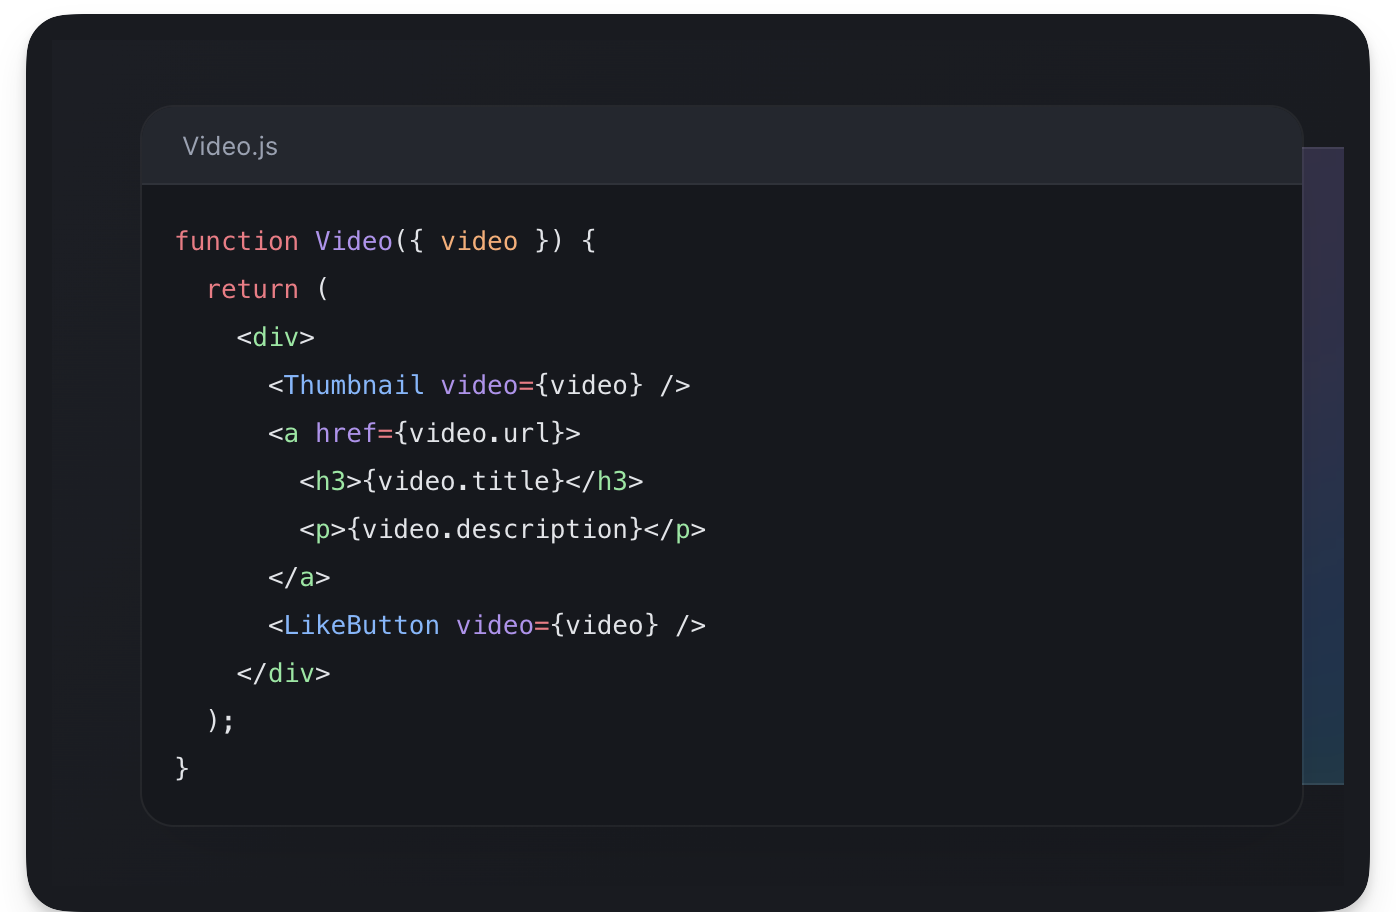 Video.js
function Video({ video }) {
  return (
    <div>
      <Thumbnail video={video} />
      <a href={video.url}>
        <h3>{video.title}</h3>
        <p>{video.description}</p>
      </a>
      <LikeButton video={video} />
    </div>
  );
}